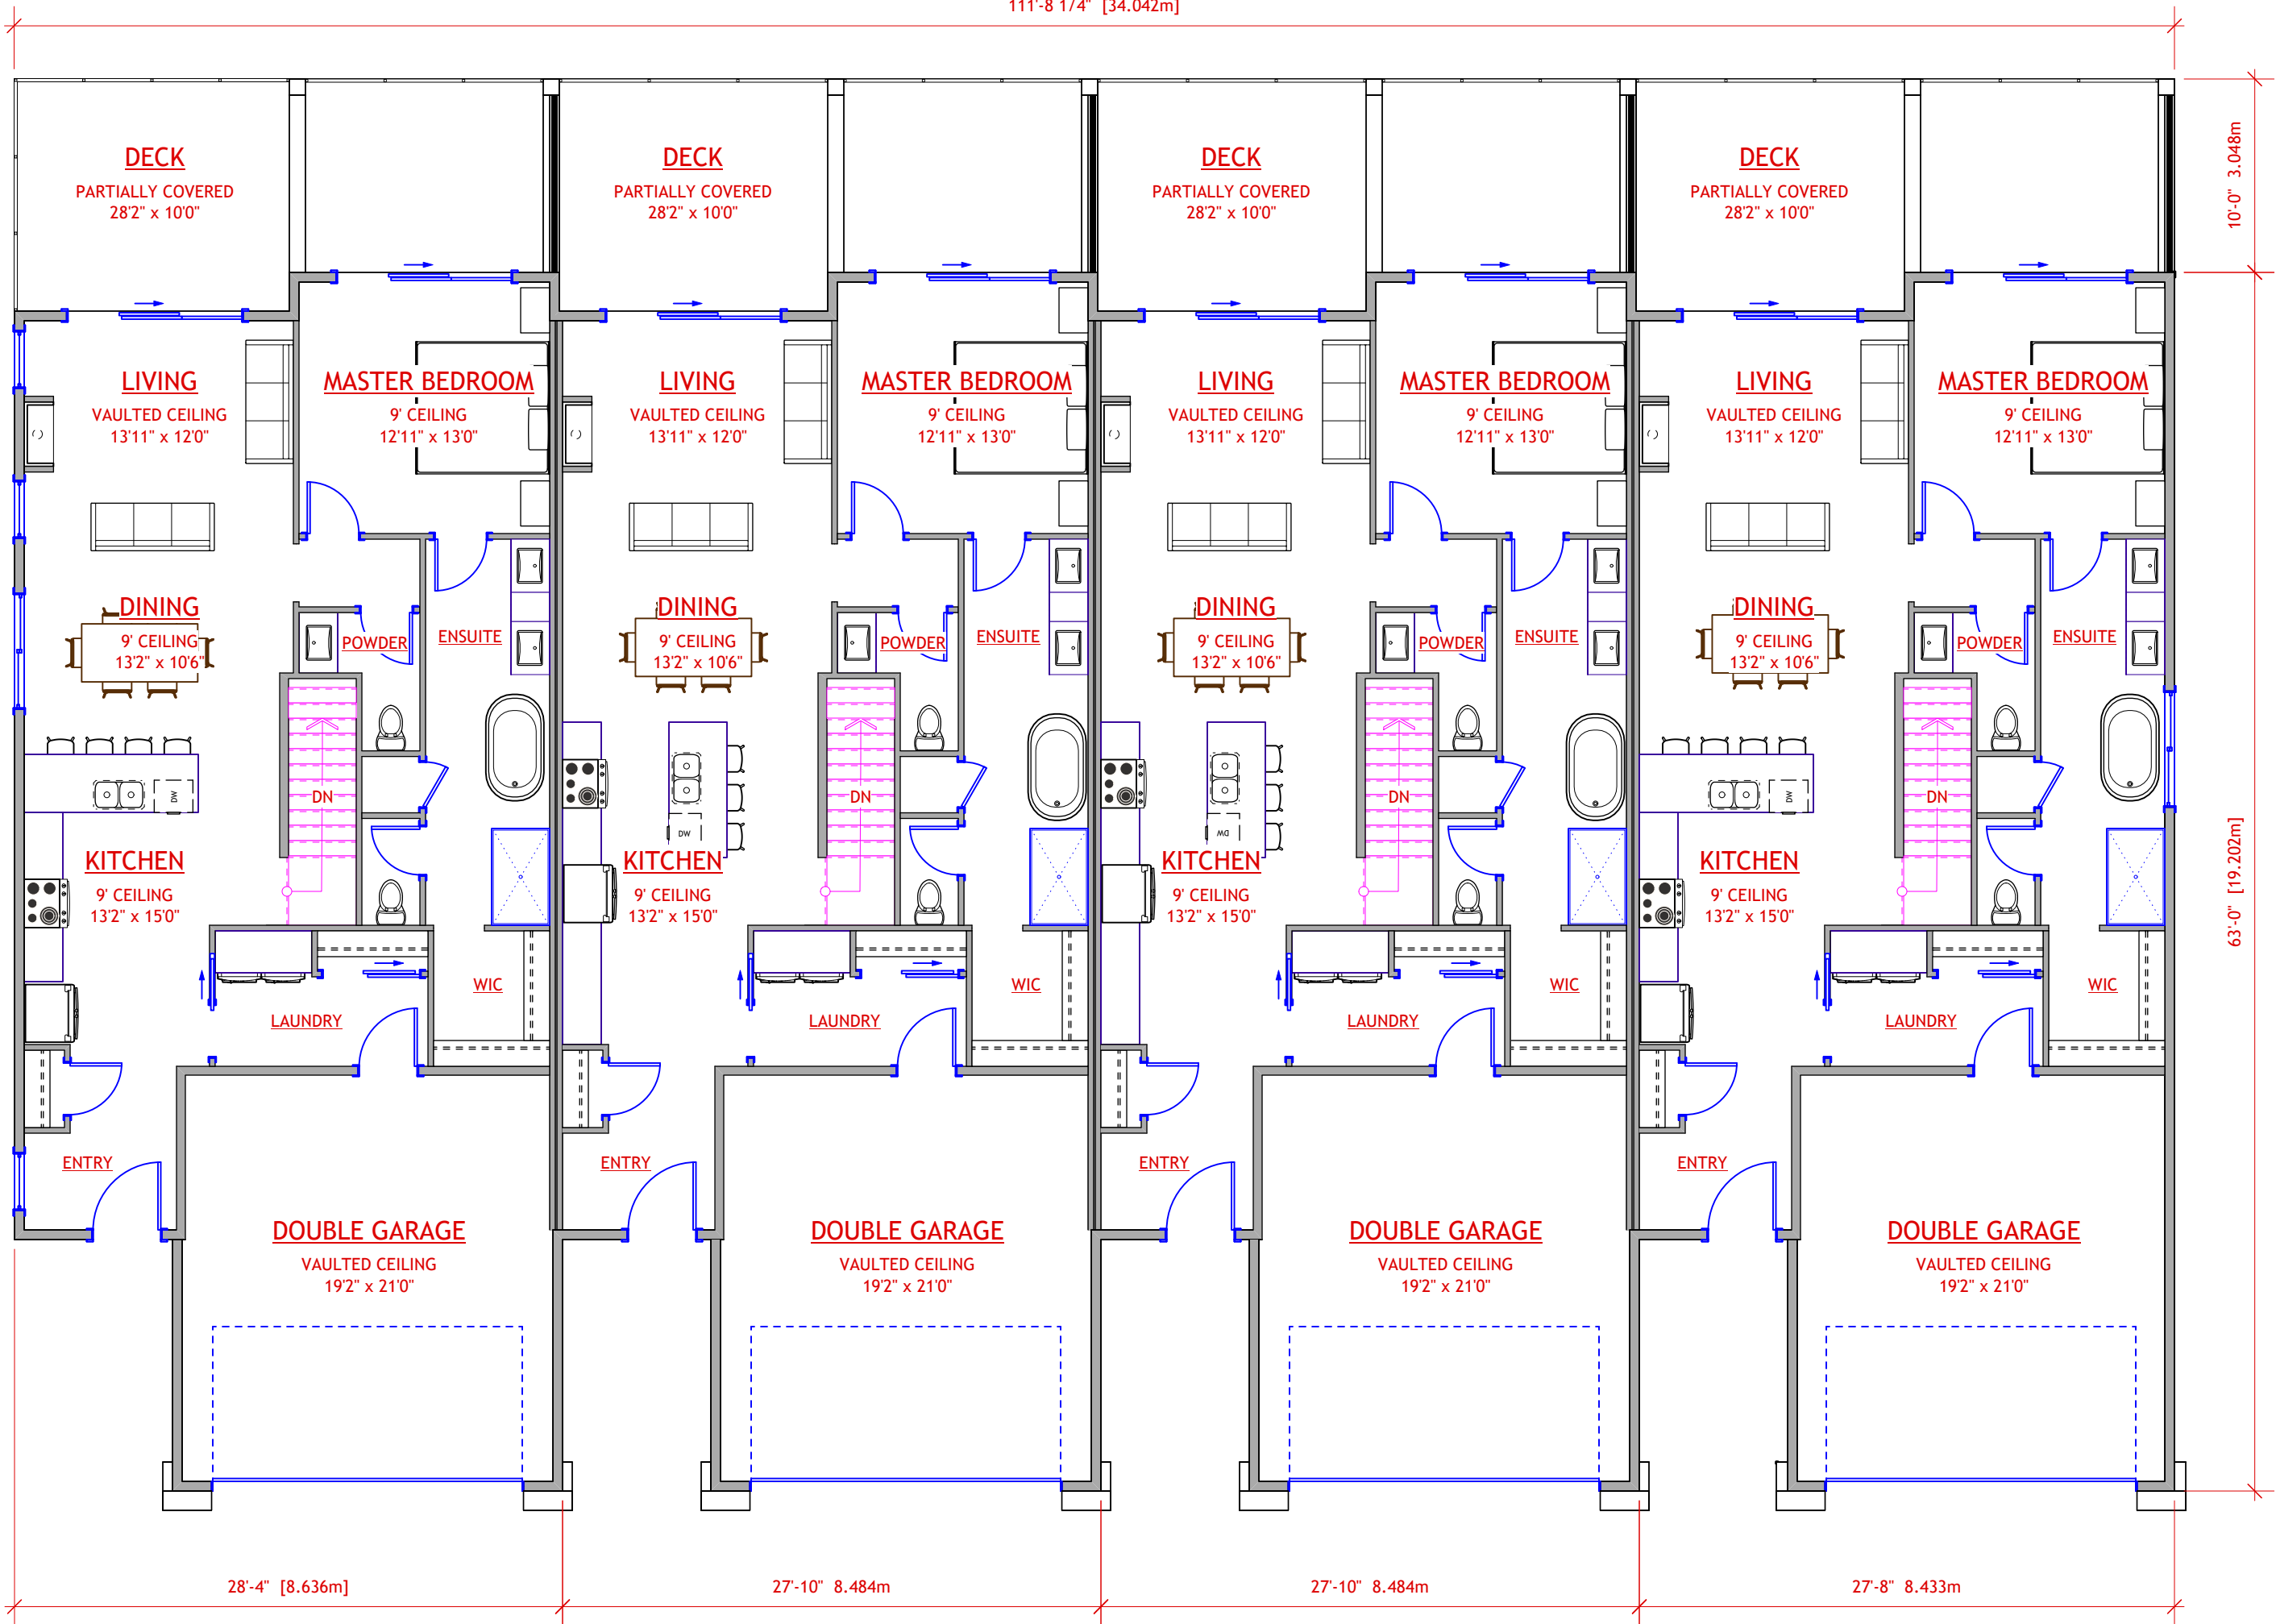 111'-8 1/4" [34.042m]
10'-0" 3.048m
DECK
PARTIALLY COVERED
28'2" x 10'0"
DECK
PARTIALLY COVERED
28'2" x 10'0"
DECK
PARTIALLY COVERED
28'2" x 10'0"
DECK
PARTIALLY COVERED
28'2" x 10'0"
LIVING
VAULTED CEILING
13'11" x 12'0"
MASTER BEDROOM
9' CEILING
12'11" x 13'0"
LIVING
VAULTED CEILING
13'11" x 12'0"
MASTER BEDROOM
9' CEILING
12'11" x 13'0"
LIVING
VAULTED CEILING
13'11" x 12'0"
MASTER BEDROOM
9' CEILING
12'11" x 13'0"
LIVING
VAULTED CEILING
13'11" x 12'0"
MASTER BEDROOM
9' CEILING
12'11" x 13'0"
DINING
9' CEILING
13'2" x 10'6"
POWDER
ENSUITE
DINING
9' CEILING
13'2" x 10'6"
POWDER
ENSUITE
DINING
9' CEILING
13'2" x 10'6"
POWDER
ENSUITE
DINING
9' CEILING
13'2" x 10'6"
POWDER
ENSUITE
DW
DN
DW
DN
DW
DN
DW
DN
KITCHEN
9' CEILING
13'2" x 15'0"
KITCHEN
9' CEILING
13'2" x 15'0"
KITCHEN
9' CEILING
13'2" x 15'0"
KITCHEN
9' CEILING
13'2" x 15'0"
63'-0" [19.202m]
WIC
LAUNDRY
WIC
LAUNDRY
WIC
LAUNDRY
WIC
LAUNDRY
ENTRY
ENTRY
ENTRY
ENTRY
DOUBLE GARAGE
VAULTED CEILING
19'2" x 21'0"
DOUBLE GARAGE
VAULTED CEILING
19'2" x 21'0"
DOUBLE GARAGE
VAULTED CEILING
19'2" x 21'0"
DOUBLE GARAGE
VAULTED CEILING
19'2" x 21'0"
28'-4" [8.636m]
27'-10" 8.484m
27'-10" 8.484m
27'-8" 8.433m